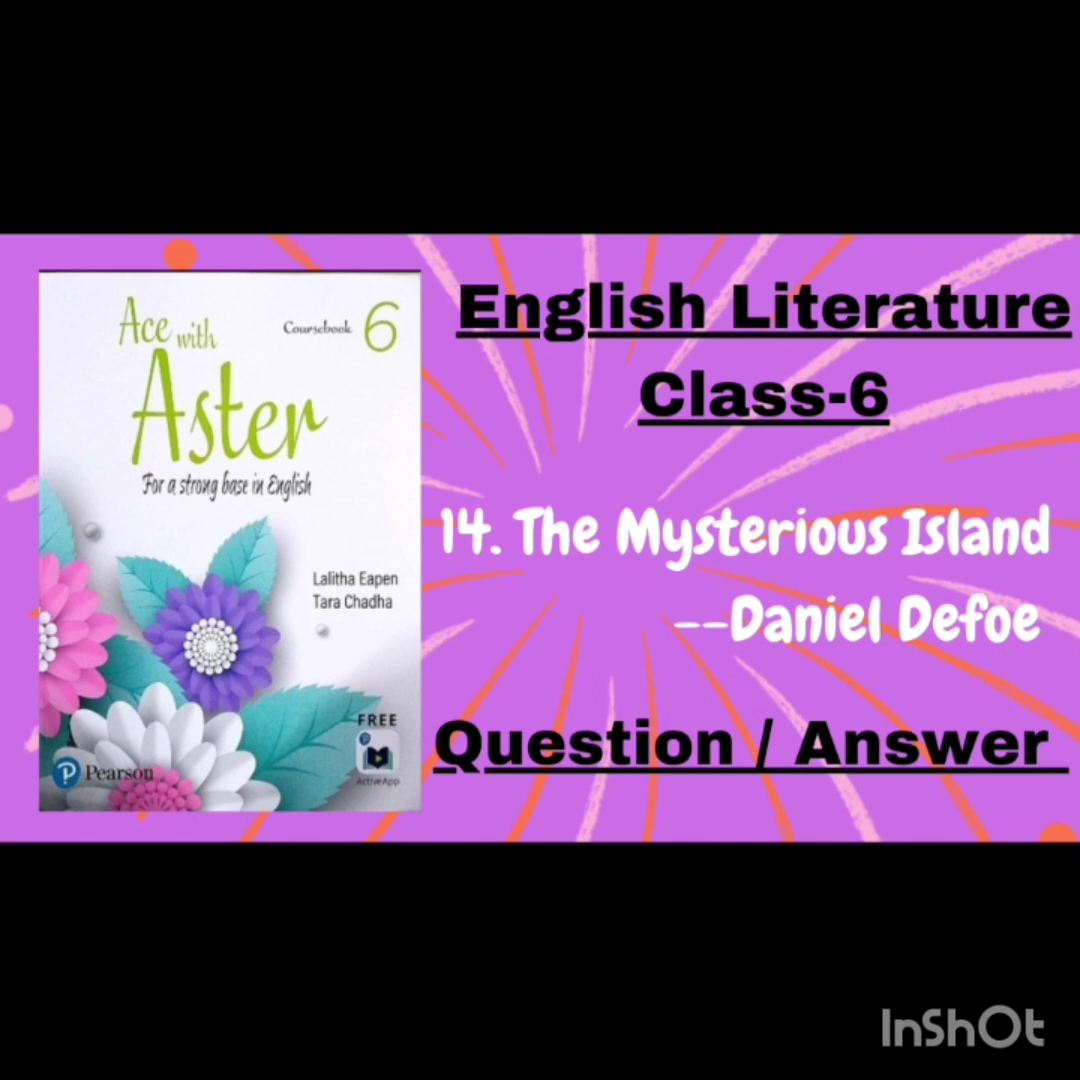 Ace with
Coursebook 6
Aster
For a strong base in English
Lalitha Eapen
Tara Chadha
FREE
P Pearson
ActiveApp
English Literature
Class-6
14. The Mysterious Island
--Daniel Defoe
Question / Answer
InShOt